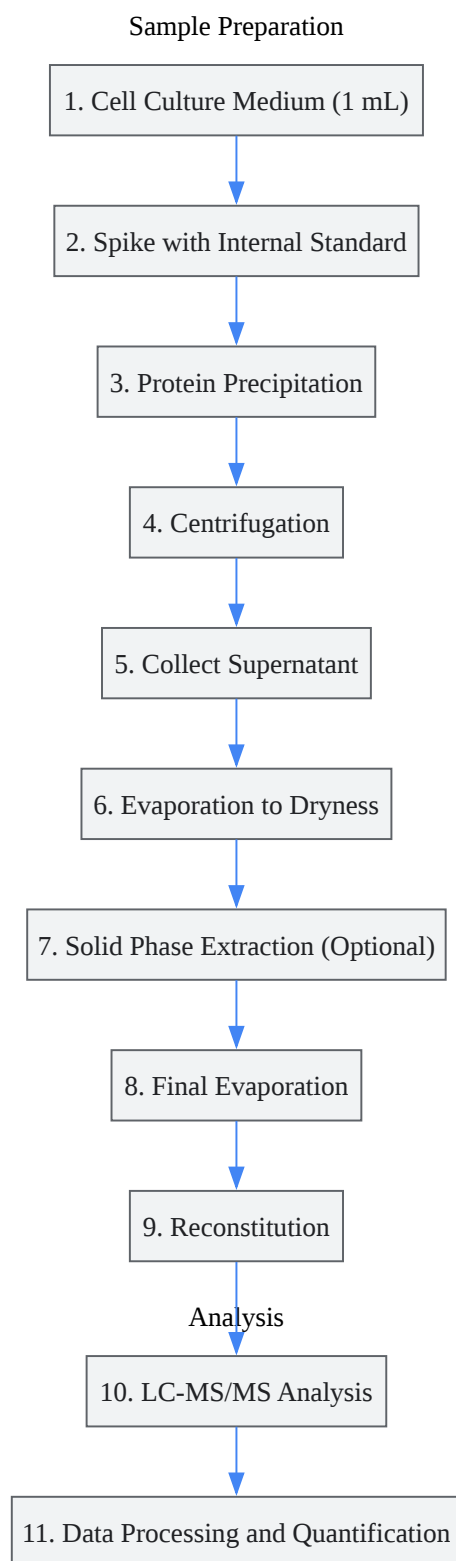 Sample Preparation
1. Cell Culture Medium (1 mL)
2. Spike with Internal Standard
3. Protein Precipitation
4. Centrifugation
5. Collect Supernatant
6. Evaporation to Dryness
7. Solid Phase Extraction (Optional)
8. Final Evaporation
9. Reconstitution
Analysis
10. LC-MS/MS Analysis
11. Data Processing and Quantification